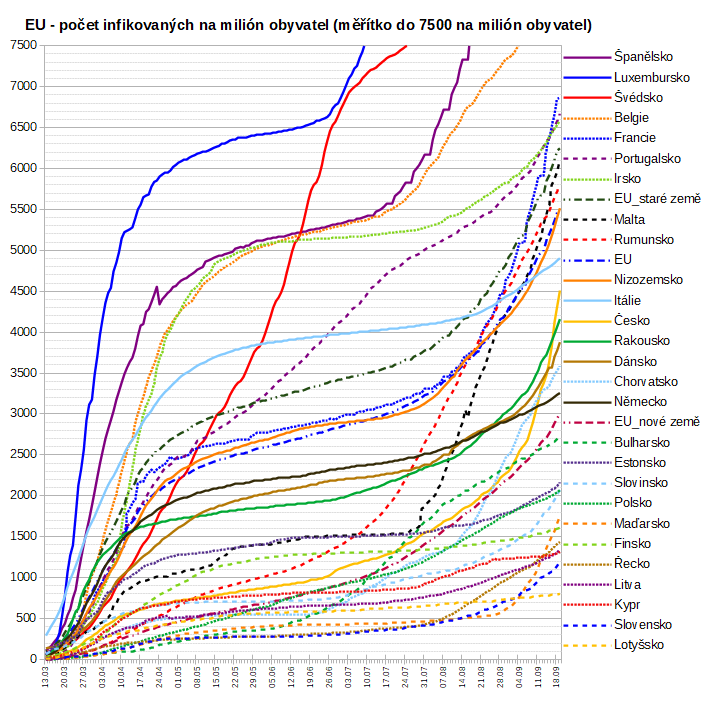 EU - počet infikovaných na milión obyvatel (měřítko do 7500 na milión obyvatel)
7500
7000
6500
6000
5500
5000
4500
4000
3500
3000
2500
2000
1500
1000
500
0
Španělsko
Luxembursko
Švédsko
Belgie
Francie
Portugalsko
Irsko
EU_staré země
Malta
Rumunsko
EU
Nizozemsko
Itálie
Česko
Rakousko
Dánsko
Chorvatsko
Německo
EU_nové země
Bulharsko
Estonsko
Slovinsko
Polsko
Maďarsko
Finsko
Řecko
Litva
Kypr
Slovensko
Lotyšsko
13.03
20.03
27.03
03.04
10.04
17.04
24.04
01.05
08.05
15.05
22.05
29.05
05.06
12.06
19.06
26.06
03.07
10.07
17.07
24.07
31.07
07.08
14.08
21.08
28.08
04.09
11.09
18.09